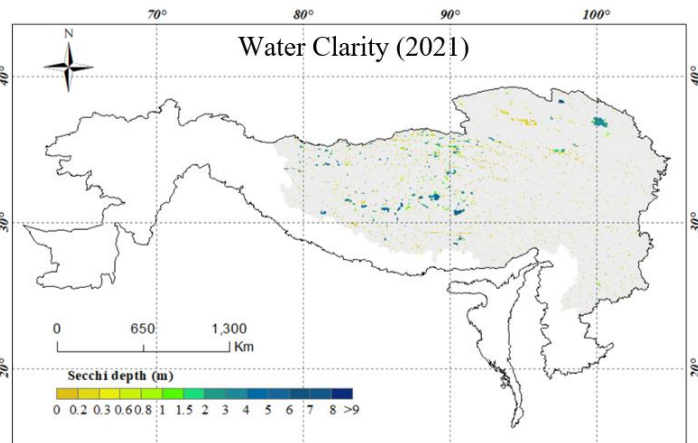 70° 80° 90° 100°
Water Clarity (2021)
N
40° 40°
30° 30°
0 650 1,300
Km
20° 20°
Secchi depth (m)
0 0.2 0.3 0.6 0.8 1 1.5 2 3 4 5 6 7 8 >9